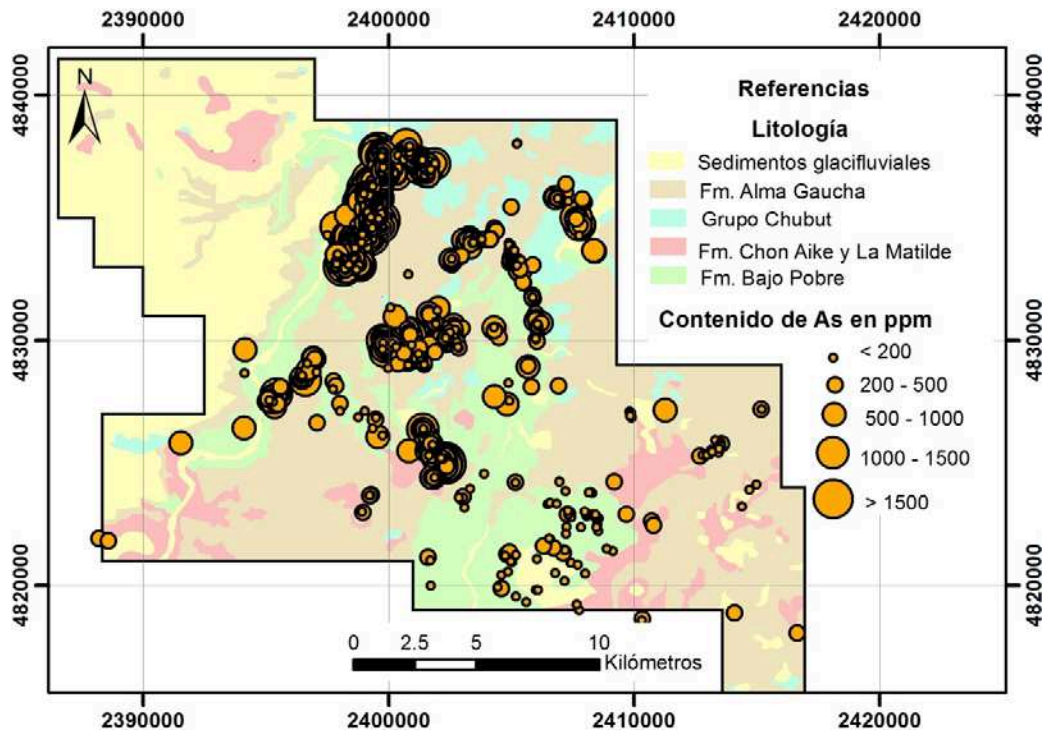 2390000 2400000 2410000 2420000
4840000
4840000
N
Referencias
Litología
Sedimentos glacifluviales
Fm. Alma Gaucha
Grupo Chubut
Fm. Chon Aike y La Matilde
Fm. Bajo Pobre
Contenido de As en ppm
< 200
200 - 500
500 - 1000
1000 - 1500
> 1500
4830000
4830000
4820000
4820000
0 2.5 5 10
Kilómetros
2390000 2400000 2410000 2420000